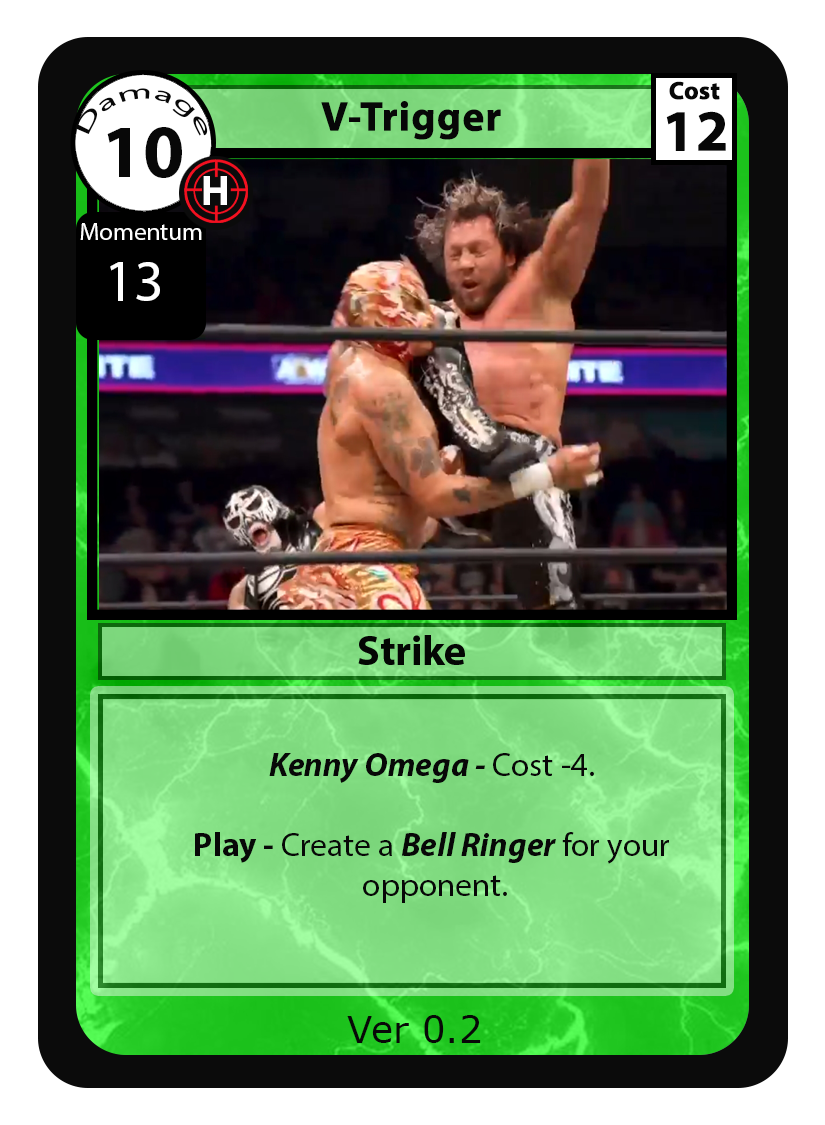 Damage
10
V-Trigger
Cost
12
H
Momentum
13
Strike
Kenny Omega - Cost -4.
Play - Create a Bell Ringer for your
opponent.
Ver 0.2